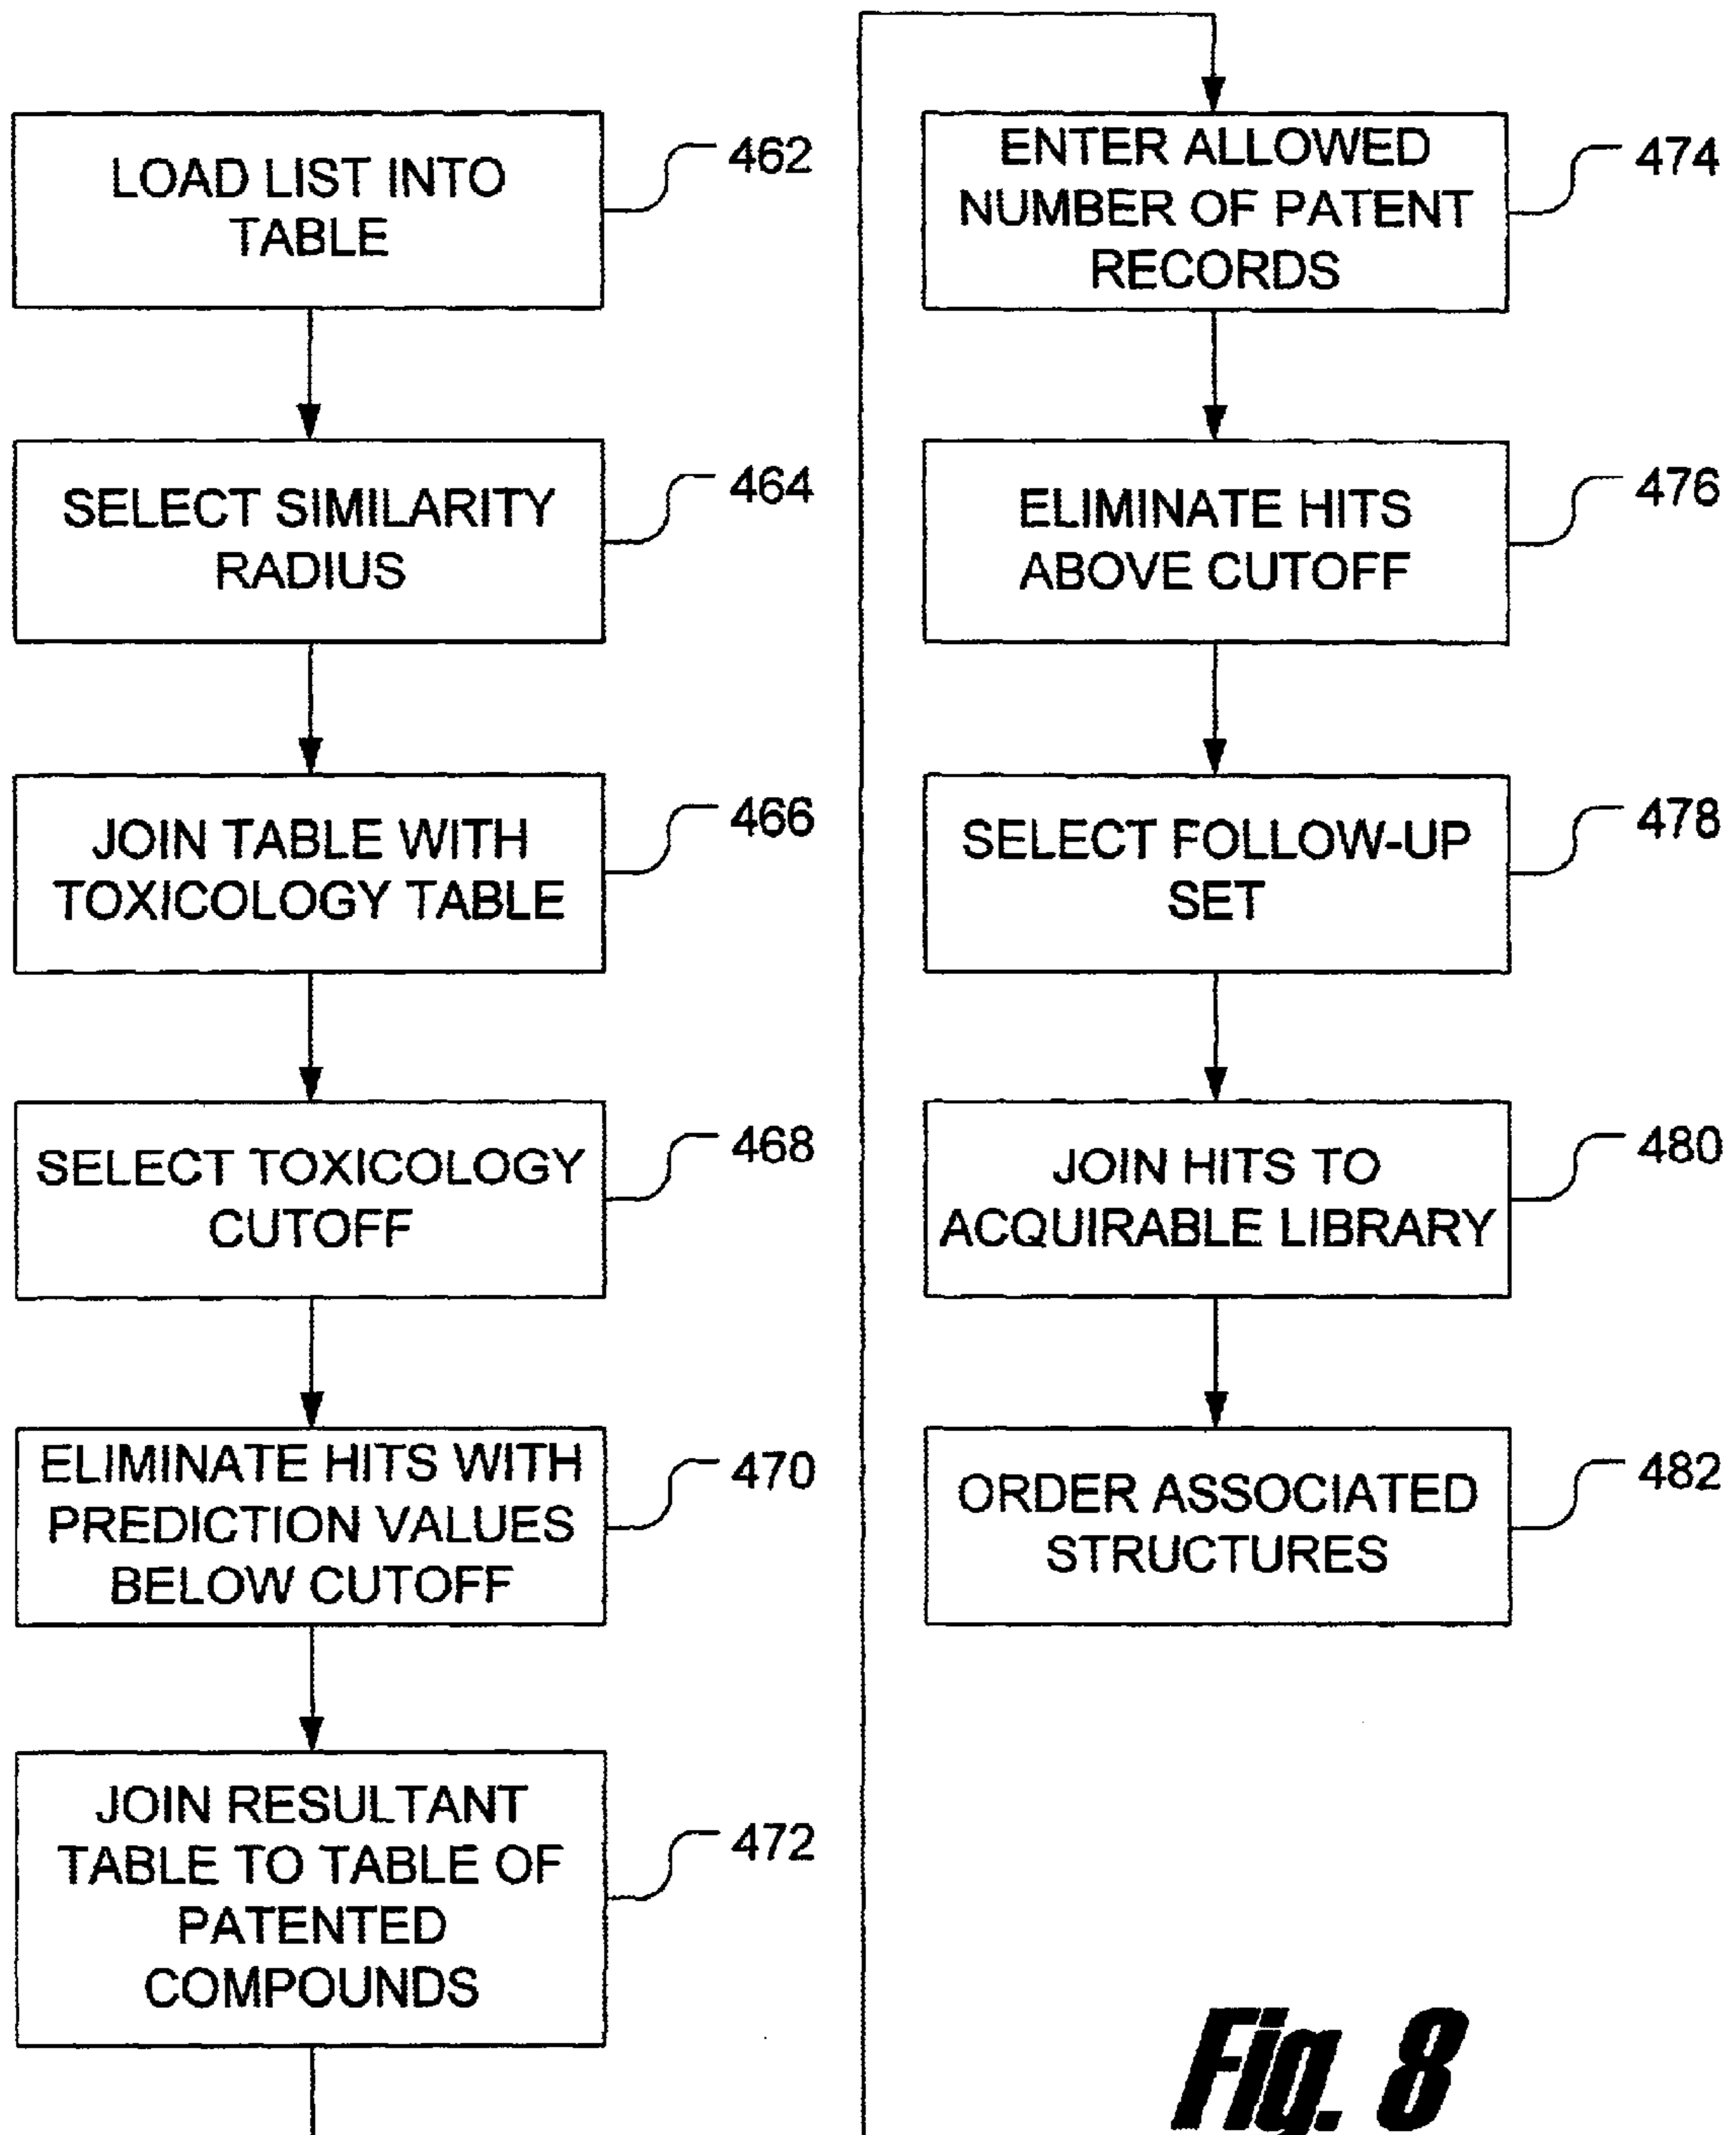 LOAD LIST INTO
TABLE
462
SELECT SIMILARITY
RADIUS
464
JOIN TABLE WITH
TOXICOLOGY TABLE
466
SELECT TOXICOLOGY
CUTOFF
468
ELIMINATE HITS WITH
PREDICTION VALUES
BELOW CUTOFF
470
JOIN RESULTANT
TABLE TO TABLE OF
PATENTED
COMPOUNDS
472
ENTER ALLOWED
NUMBER OF PATENT
RECORDS
474
ELIMINATE HITS
ABOVE CUTOFF
476
SELECT FOLLOW-UP
SET
478
JOIN HITS TO
ACQUIRABLE LIBRARY
480
ORDER ASSOCIATED
STRUCTURES
482
Fig. 8